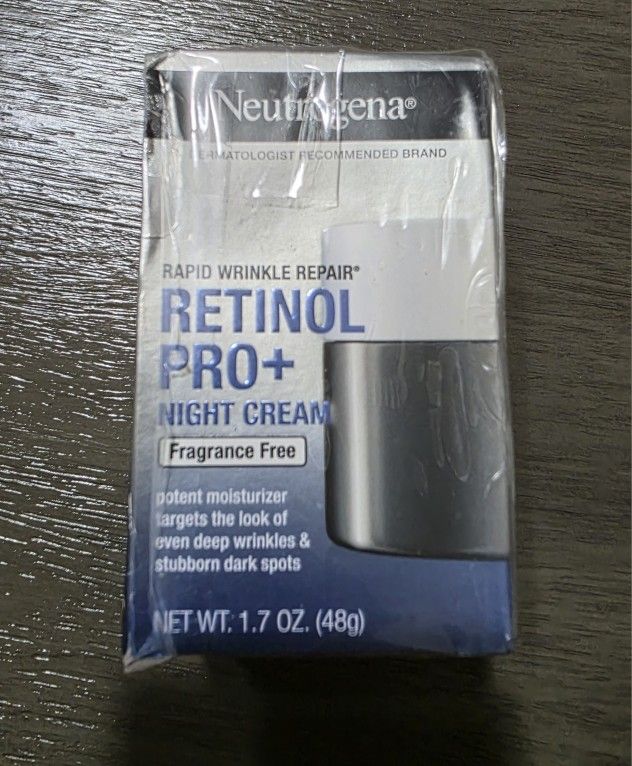 Neutrogena®
DERMATOLOGIST RECOMMENDED BRAND
RAPID WRINKLE REPAIR®
RETINOL
PRO+
NIGHT CREAM
Fragrance Free
potent moisturizer
targets the look of
even deep wrinkles &
stubborn dark spots
NET WT. 1.7 OZ. (48g)